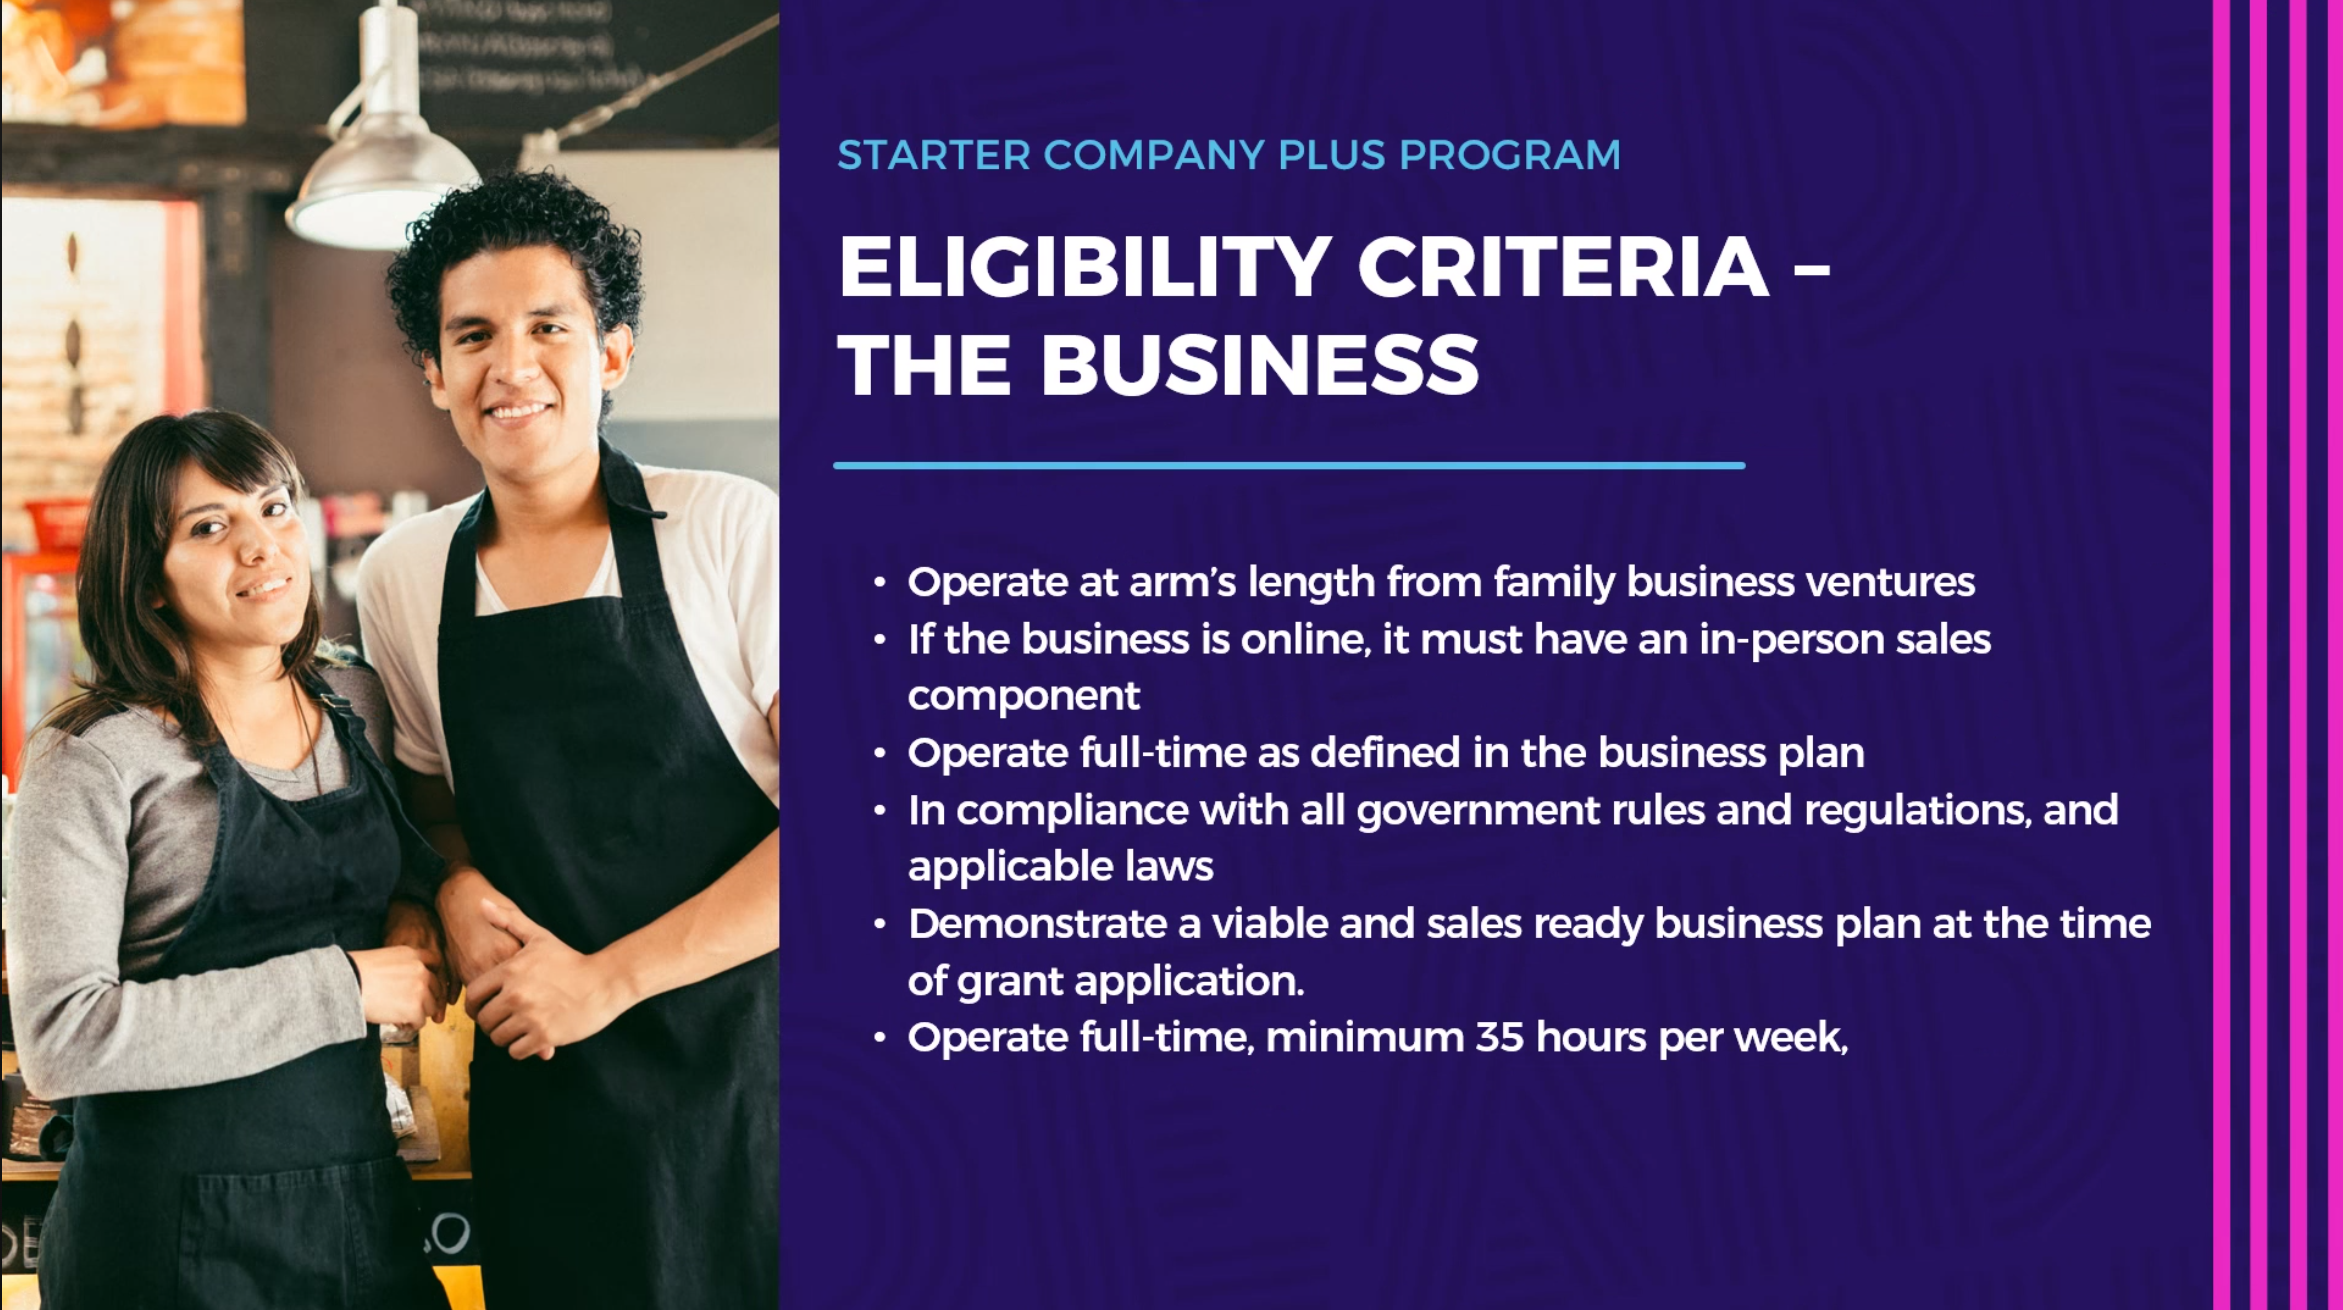 STARTER COMPANY PLUS PROGRAM
ELIGIBILITY CRITERIA –
THE BUSINESS
• Operate at arm’s length from family business ventures
• If the business is online, it must have an in-person sales
component
• Operate full-time as defined in the business plan
• In compliance with all government rules and regulations, and
applicable laws
• Demonstrate a viable and sales ready business plan at the time
of grant application.
• Operate full-time, minimum 35 hours per week,